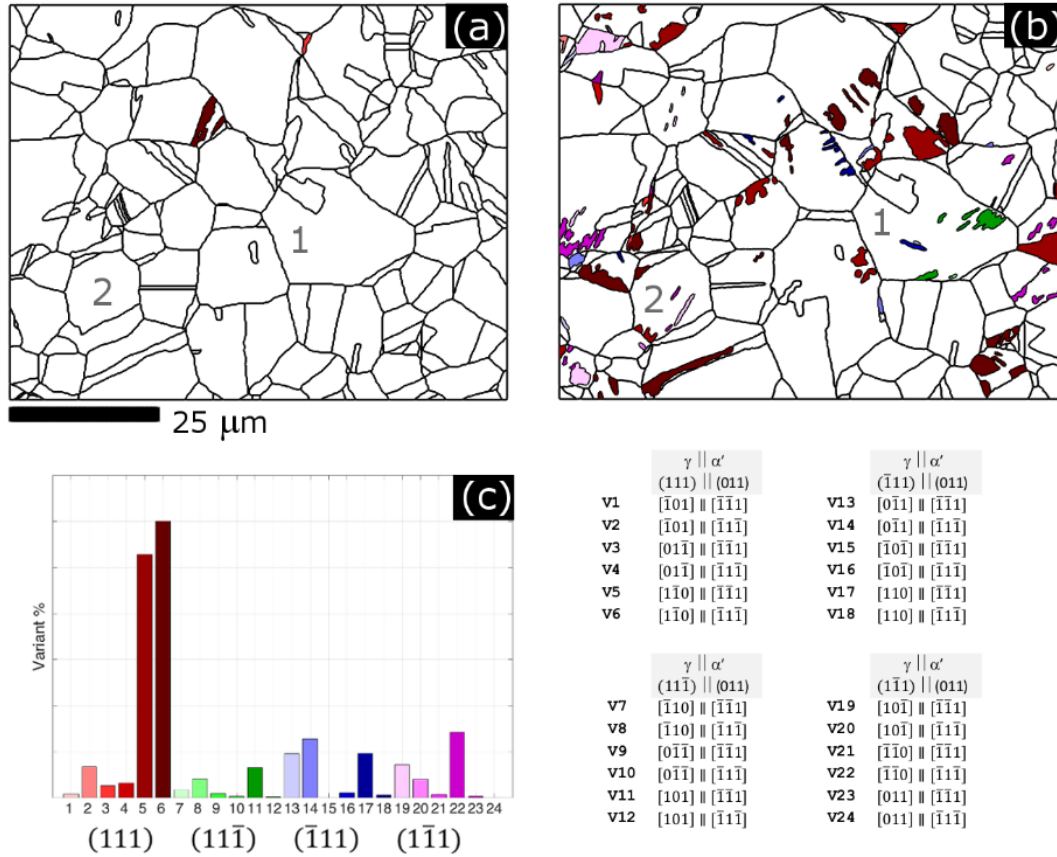 (a)
1
2
25 μm
(b)
1
2
(c)
Variant %
1 2 3 4 5 6 7 8 9 10 11 12 13 14 15 16 17 18 19 20 21 22 23 24
(111) (111̄) (1̄11) (11̄1)
γ || α′
(111) || (011)
V1 [1̄01] ∥ [1̄1̄1]
V2 [1̄01] ∥ [1̄11̄]
V3 [011̄] ∥ [1̄1̄1]
V4 [011̄] ∥ [1̄11̄]
V5 [11̄0] ∥ [1̄1̄1]
V6 [11̄0] ∥ [1̄11̄]
γ || α′
(1̄11) || (011)
V13 [01̄1] ∥ [1̄1̄1]
V14 [01̄1] ∥ [1̄11̄]
V15 [1̄01̄] ∥ [1̄1̄1]
V16 [1̄01̄] ∥ [1̄11̄]
V17 [110] ∥ [1̄1̄1]
V18 [110] ∥ [1̄11̄]
γ || α′
(111̄) || (011)
V7 [1̄10] ∥ [1̄1̄1]
V8 [1̄10] ∥ [1̄11̄]
V9 [01̄1̄] ∥ [1̄1̄1]
V10 [01̄1̄] ∥ [1̄11̄]
V11 [101] ∥ [1̄1̄1]
V12 [101] ∥ [1̄11̄]
γ || α′
(11̄1) || (011)
V19 [101̄] ∥ [1̄1̄1]
V20 [101̄] ∥ [1̄11̄]
V21 [1̄1̄0] ∥ [1̄1̄1]
V22 [1̄1̄0] ∥ [1̄11̄]
V23 [011] ∥ [1̄1̄1]
V24 [011] ∥ [1̄11̄]